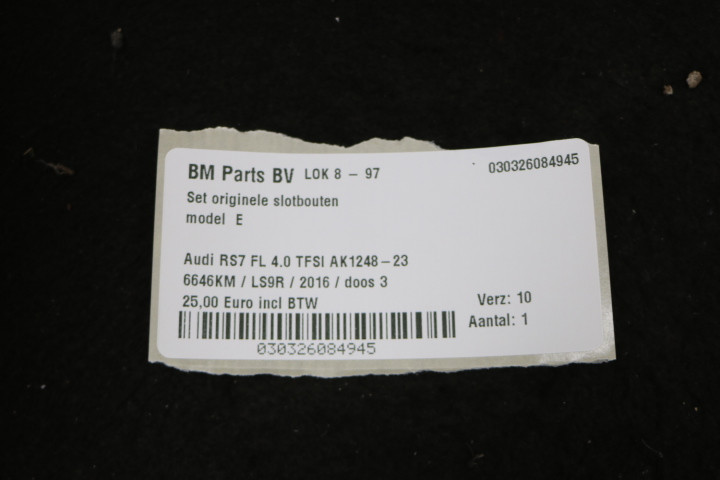 BM Parts BV LOK 8 - 97 030326084945
Set originele slotbouten
model E
Audi RS7 FL 4.0 TFSI AK1248-23
6646KM / LS9R / 2016 / doos 3
25,00 Euro incl BTW Verz: 10
Aantal: 1
030326084945